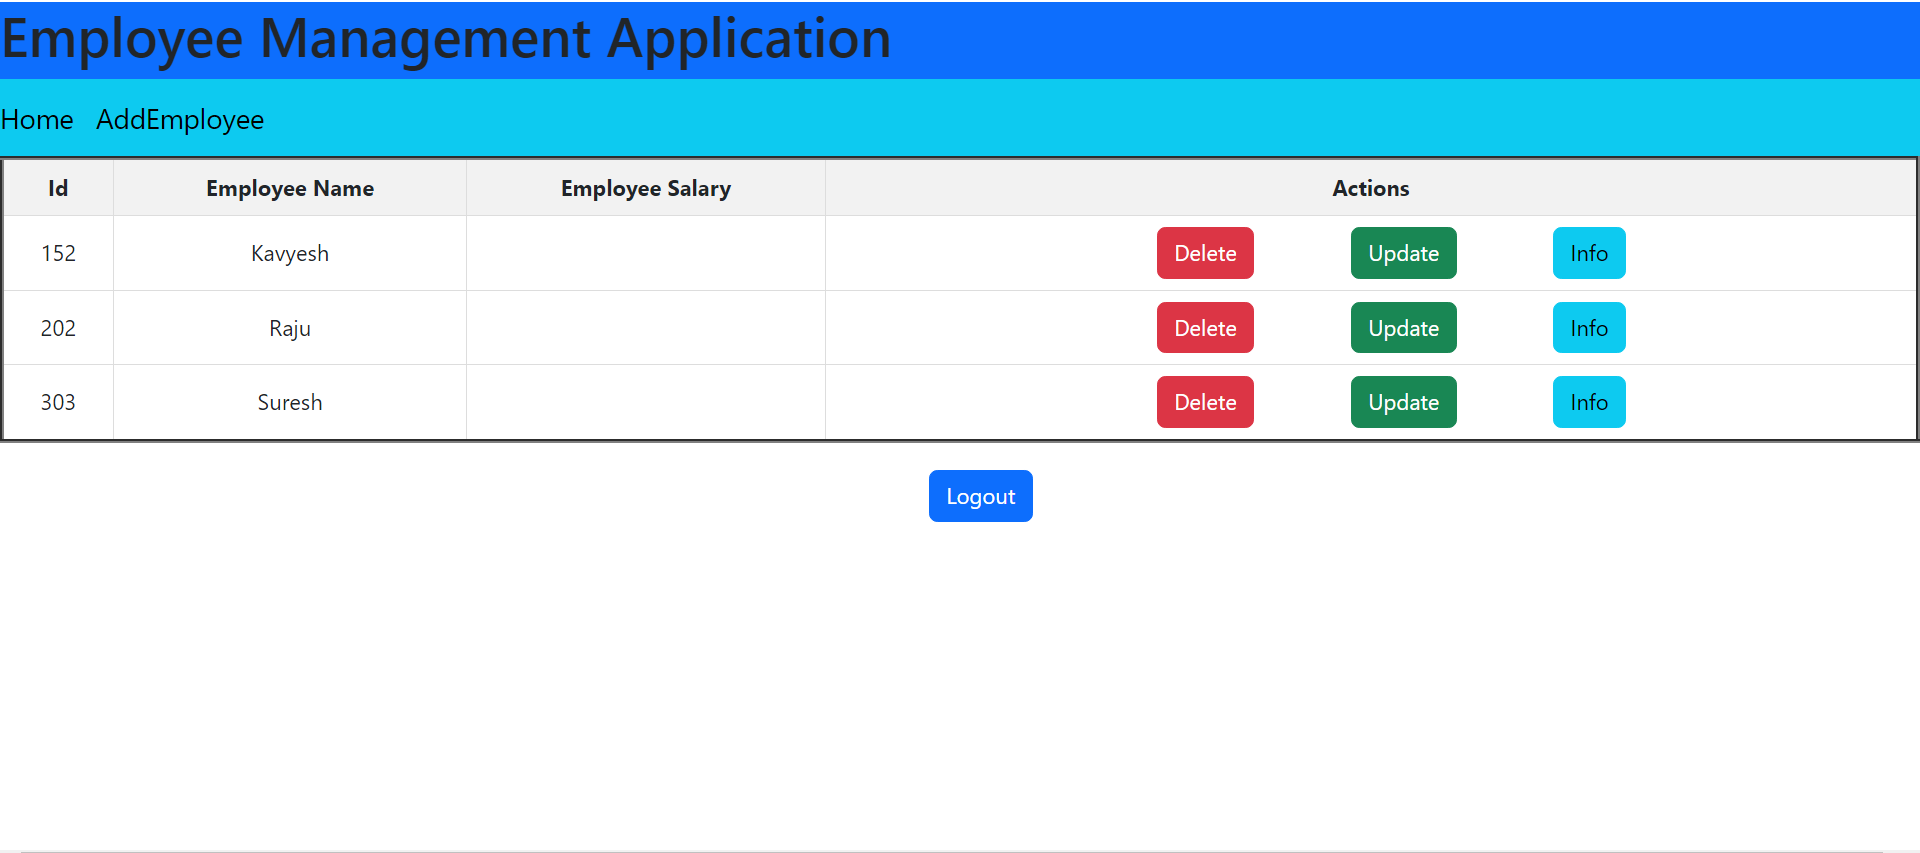 Employee Management Application
Home AddEmployee
Id Employee Name Employee Salary Actions
152 Kavyesh Delete Update Info
202 Raju Delete Update Info
303 Suresh Delete Update Info
Logout